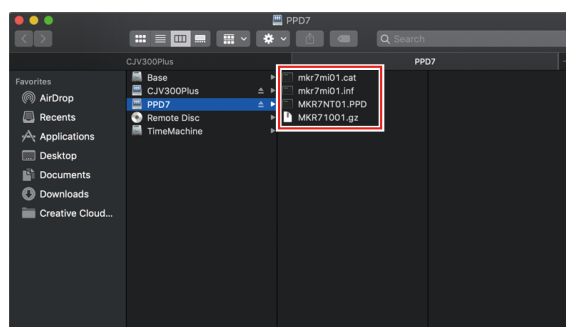 PPD7
Search
CJV300Plus
PPD7
Favorites
AirDrop
Recents
Applications
Desktop
Documents
Downloads
Creative Cloud...
Base
CJV300Plus
PPD7
Remote Disc
TimeMachine
mkr7mi01.cat
mkr7mi01.inf
MKR7NT01.PPD
MKR71001.gz